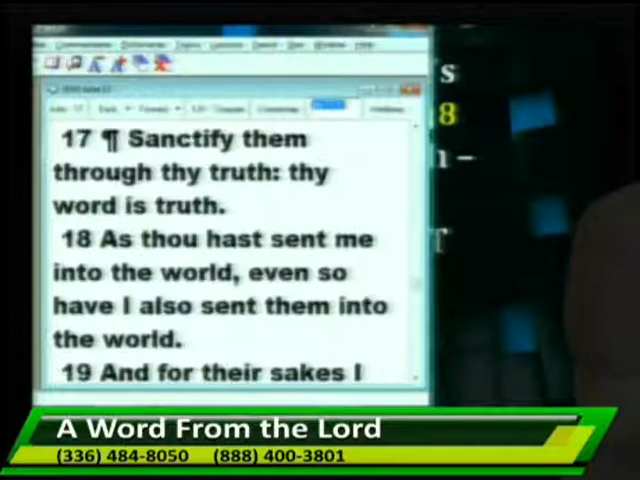 17 ¶ Sanctify them
through thy truth: thy
word is truth.
18 As thou hast sent me
into the world, even so
have I also sent them into
the world.
19 And for their sakes I
s
8
A Word From the Lord
(336) 484-8050 (888) 400-3801